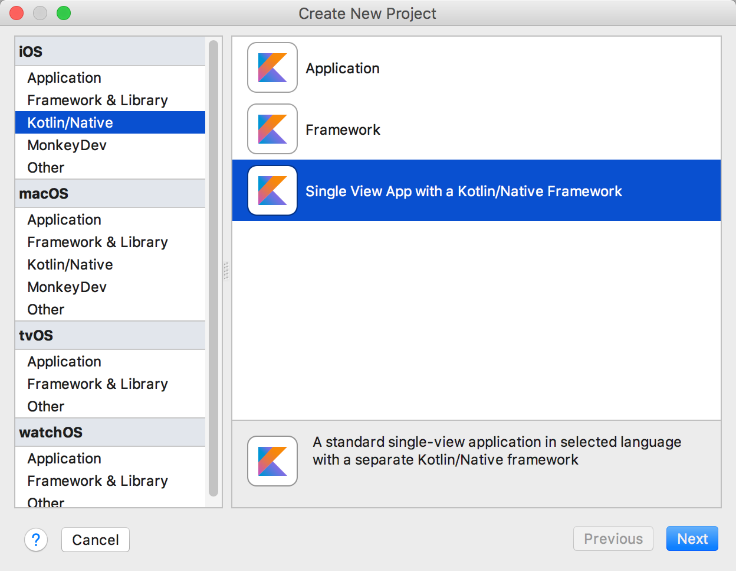 Create New Project
iOS
Application
Framework & Library
Kotlin/Native
MonkeyDev
Other
macOS
Application
Framework & Library
Kotlin/Native
MonkeyDev
Other
tvOS
Application
Framework & Library
Other
watchOS
Application
Framework & Library
Other
Application
Framework
Single View App with a Kotlin/Native Framework
A standard single-view application in selected language
with a separate Kotlin/Native framework
?
Cancel
Previous
Next